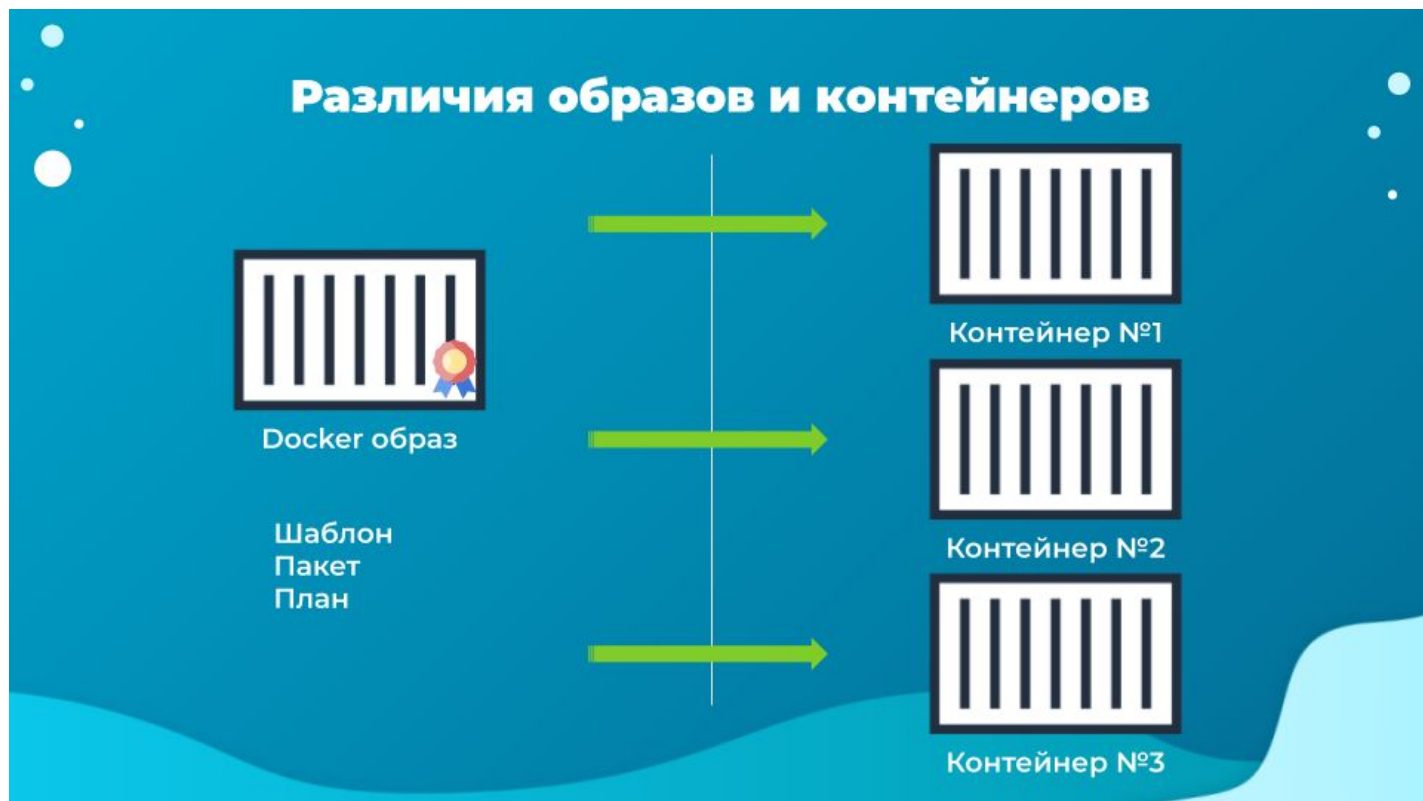 Различия образов и контейнеров
Docker образ
Шаблон
Пакет
План
Контейнер №1
Контейнер №2
Контейнер №3